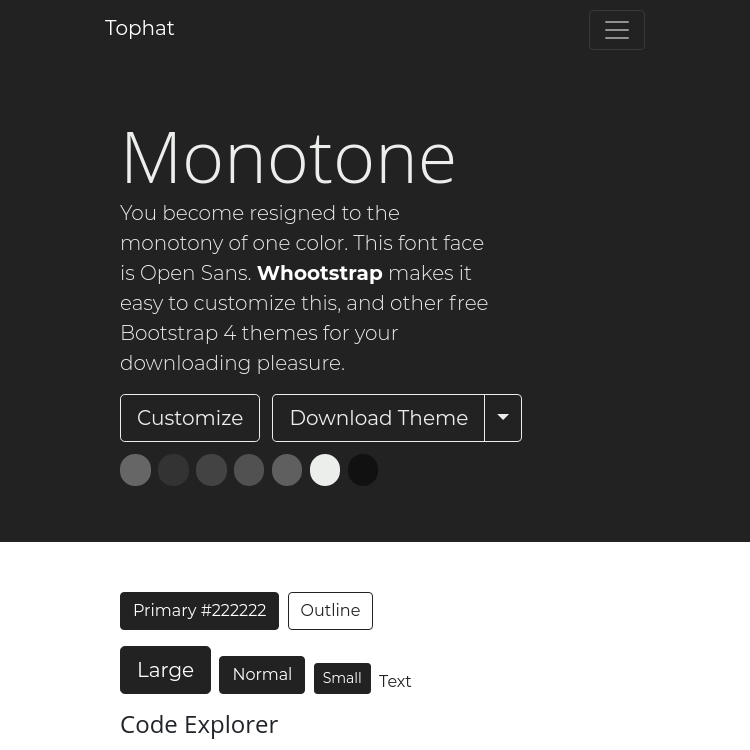 Tophat
Monotone
You become resigned to the
monotony of one color. This font face
is Open Sans. Whootstrap makes it
easy to customize this, and other free
Bootstrap 4 themes for your
downloading pleasure.
Customize Download Theme
Primary #222222 Outline
Large Normal Small Text
Code Explorer